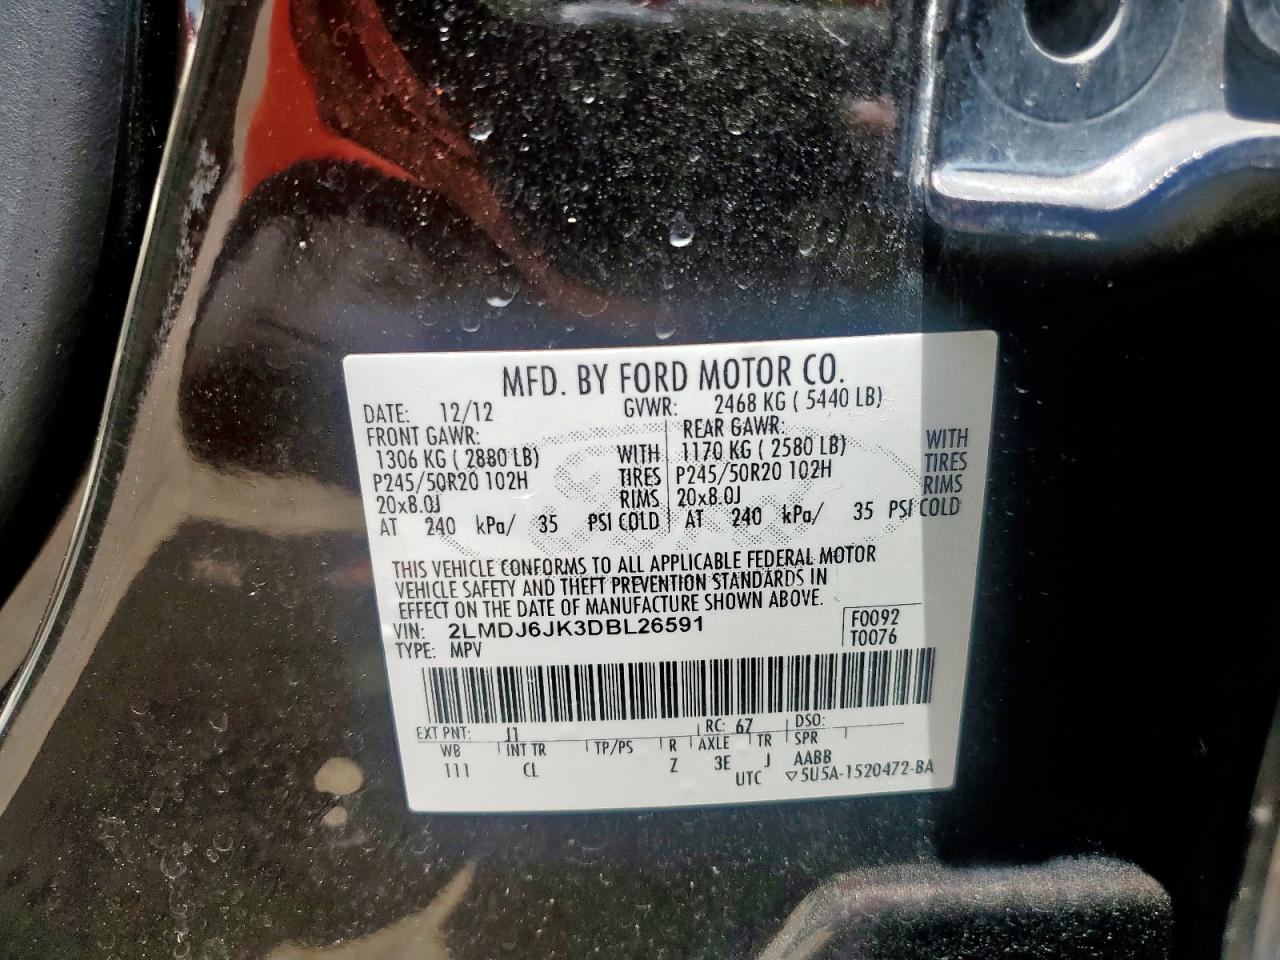 MFD. BY FORD MOTOR CO.
DATE: 12/12 GVWR: 2468 KG ( 5440 LB)
FRONT GAWR: REAR GAWR:
1306 KG ( 2880 LB) WITH 1170 KG ( 2580 LB) WITH
P245/50R20 102H TIRES P245/50R20 102H TIRES
20x8.0J RIMS 20x8.0J RIMS
AT 240 kPa/ 35 PSI COLD AT 240 kPa/ 35 PSI COLD
THIS VEHICLE CONFORMS TO ALL APPLICABLE FEDERAL MOTOR
VEHICLE SAFETY AND THEFT PREVENTION STANDARDS IN
EFFECT ON THE DATE OF MANUFACTURE SHOWN ABOVE.
VIN: 2LMDJ6JK3DBL26591 F0092
TYPE: MPV T0076
EXT PNT: J1 RC: 67 DSO:
WB INT TR TP/PS R AXLE TR SPR
111 CL Z 3E J AABB
UTC ▽5U5A-1520472-BA